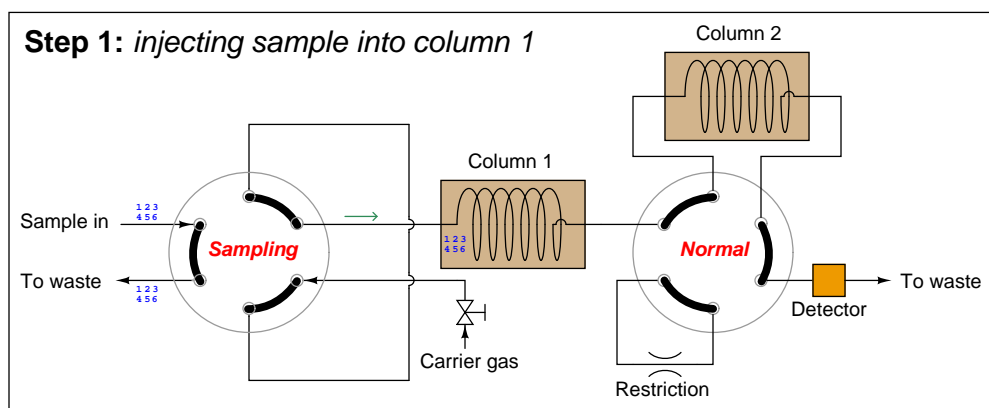 Step 1: injecting sample into column 1
Column 2
Column 1
1 2 3
4 5 6
Sample in
Sampling
1 2 3
4 5 6
Normal
To waste
1 2 3
4 5 6
To waste
Detector
Carrier gas
Restriction